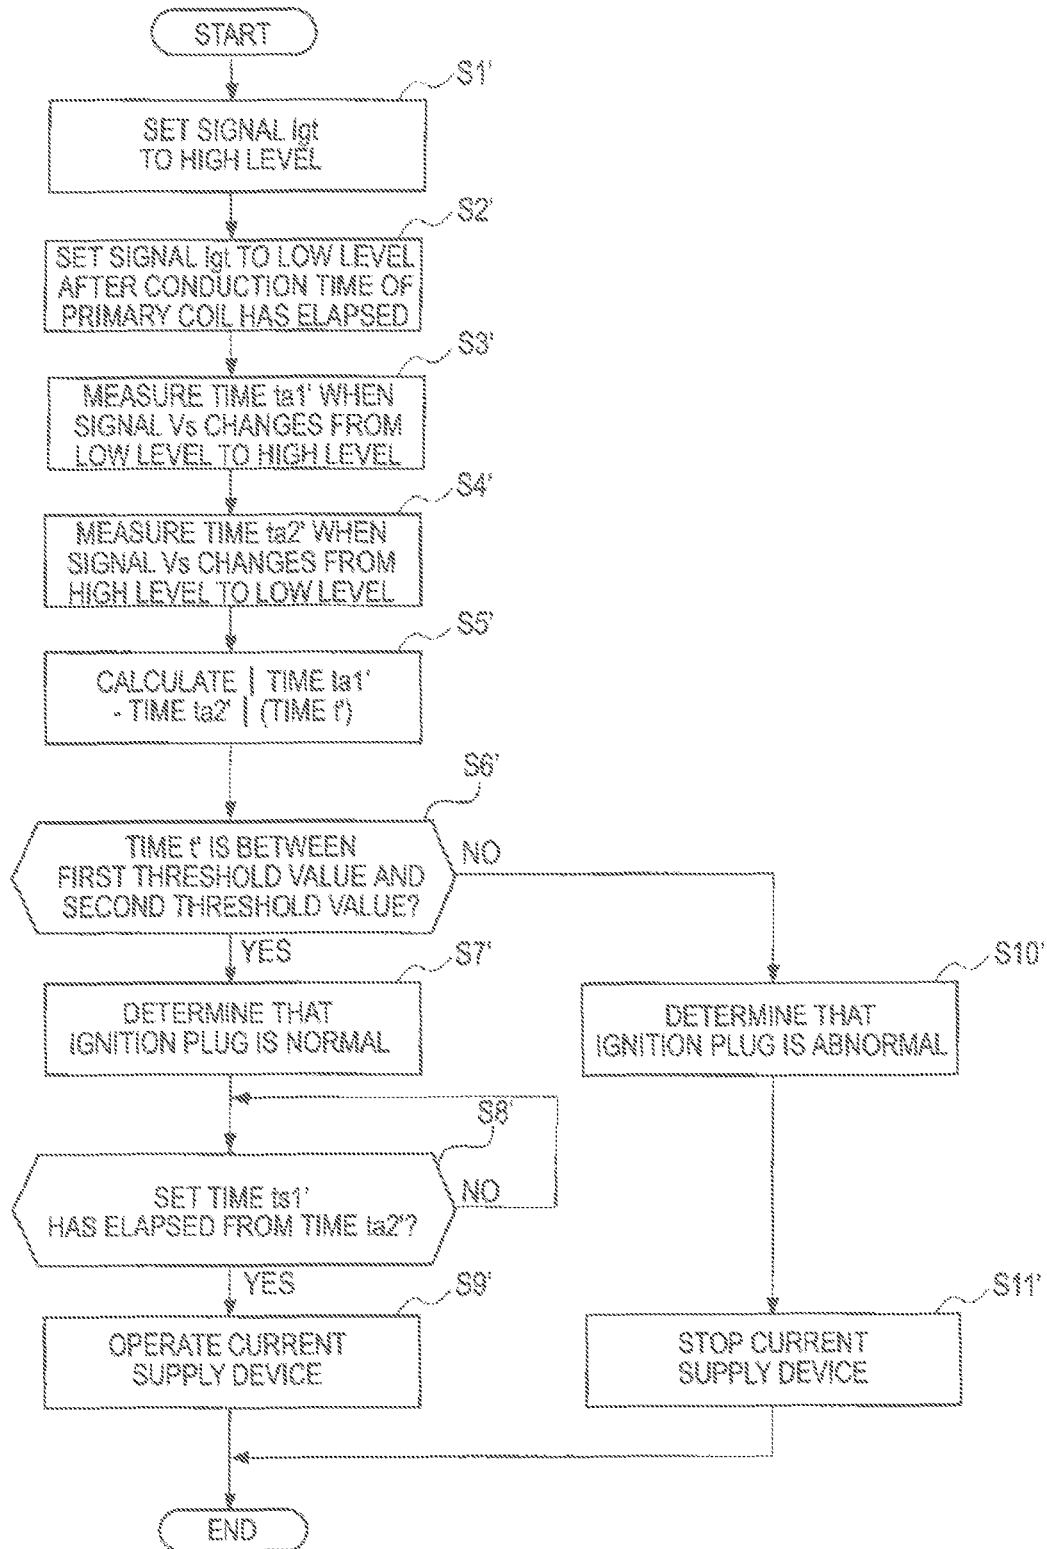 START
S1'
SET SIGNAL Igt
TO HIGH LEVEL
S2'
SET SIGNAL Igt TO LOW LEVEL
AFTER CONDUCTION TIME OF
PRIMARY COIL HAS ELAPSED
S3'
MEASURE TIME ta1' WHEN
SIGNAL Vs CHANGES FROM
LOW LEVEL TO HIGH LEVEL
S4'
MEASURE TIME ta2' WHEN
SIGNAL Vs CHANGES FROM
HIGH LEVEL TO LOW LEVEL
S5'
CALCULATE | TIME ta1'
- TIME ta2' | (TIME t')
S6'
TIME t' IS BETWEEN
FIRST THRESHOLD VALUE AND
SECOND THRESHOLD VALUE?
NO
YES
S7'
DETERMINE THAT
IGNITION PLUG IS NORMAL
S10'
DETERMINE THAT
IGNITION PLUG IS ABNORMAL
S8'
SET TIME ts1'
HAS ELAPSED FROM TIME ta2'?
NO
YES
S9'
OPERATE CURRENT
SUPPLY DEVICE
S11'
STOP CURRENT
SUPPLY DEVICE
END